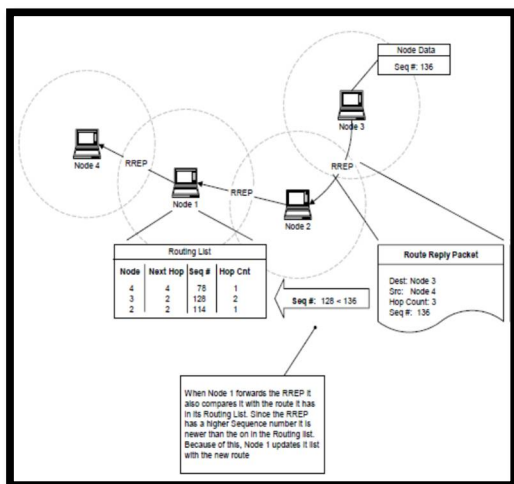 Node Data
Seq #: 136
Node 3
Node 4
RREP
RREP
Node 1
RREP
Node 2
Routing List
Node Next Hop Seq # Hop Cnt
4 4 78 1
3 2 128 2
2 2 114 1
Seq #: 128 < 136
Route Reply Packet
Dest: Node 3
Src: Node 4
Hop Count: 3
Seq #: 136
When Node 1 forwards the RREP it
also compares it with the route it has
in its Routing List. Since the RREP
has a higher Sequence number it is
newer than the on in the Routing list.
Because of this, Node 1 updates it list
with the new route